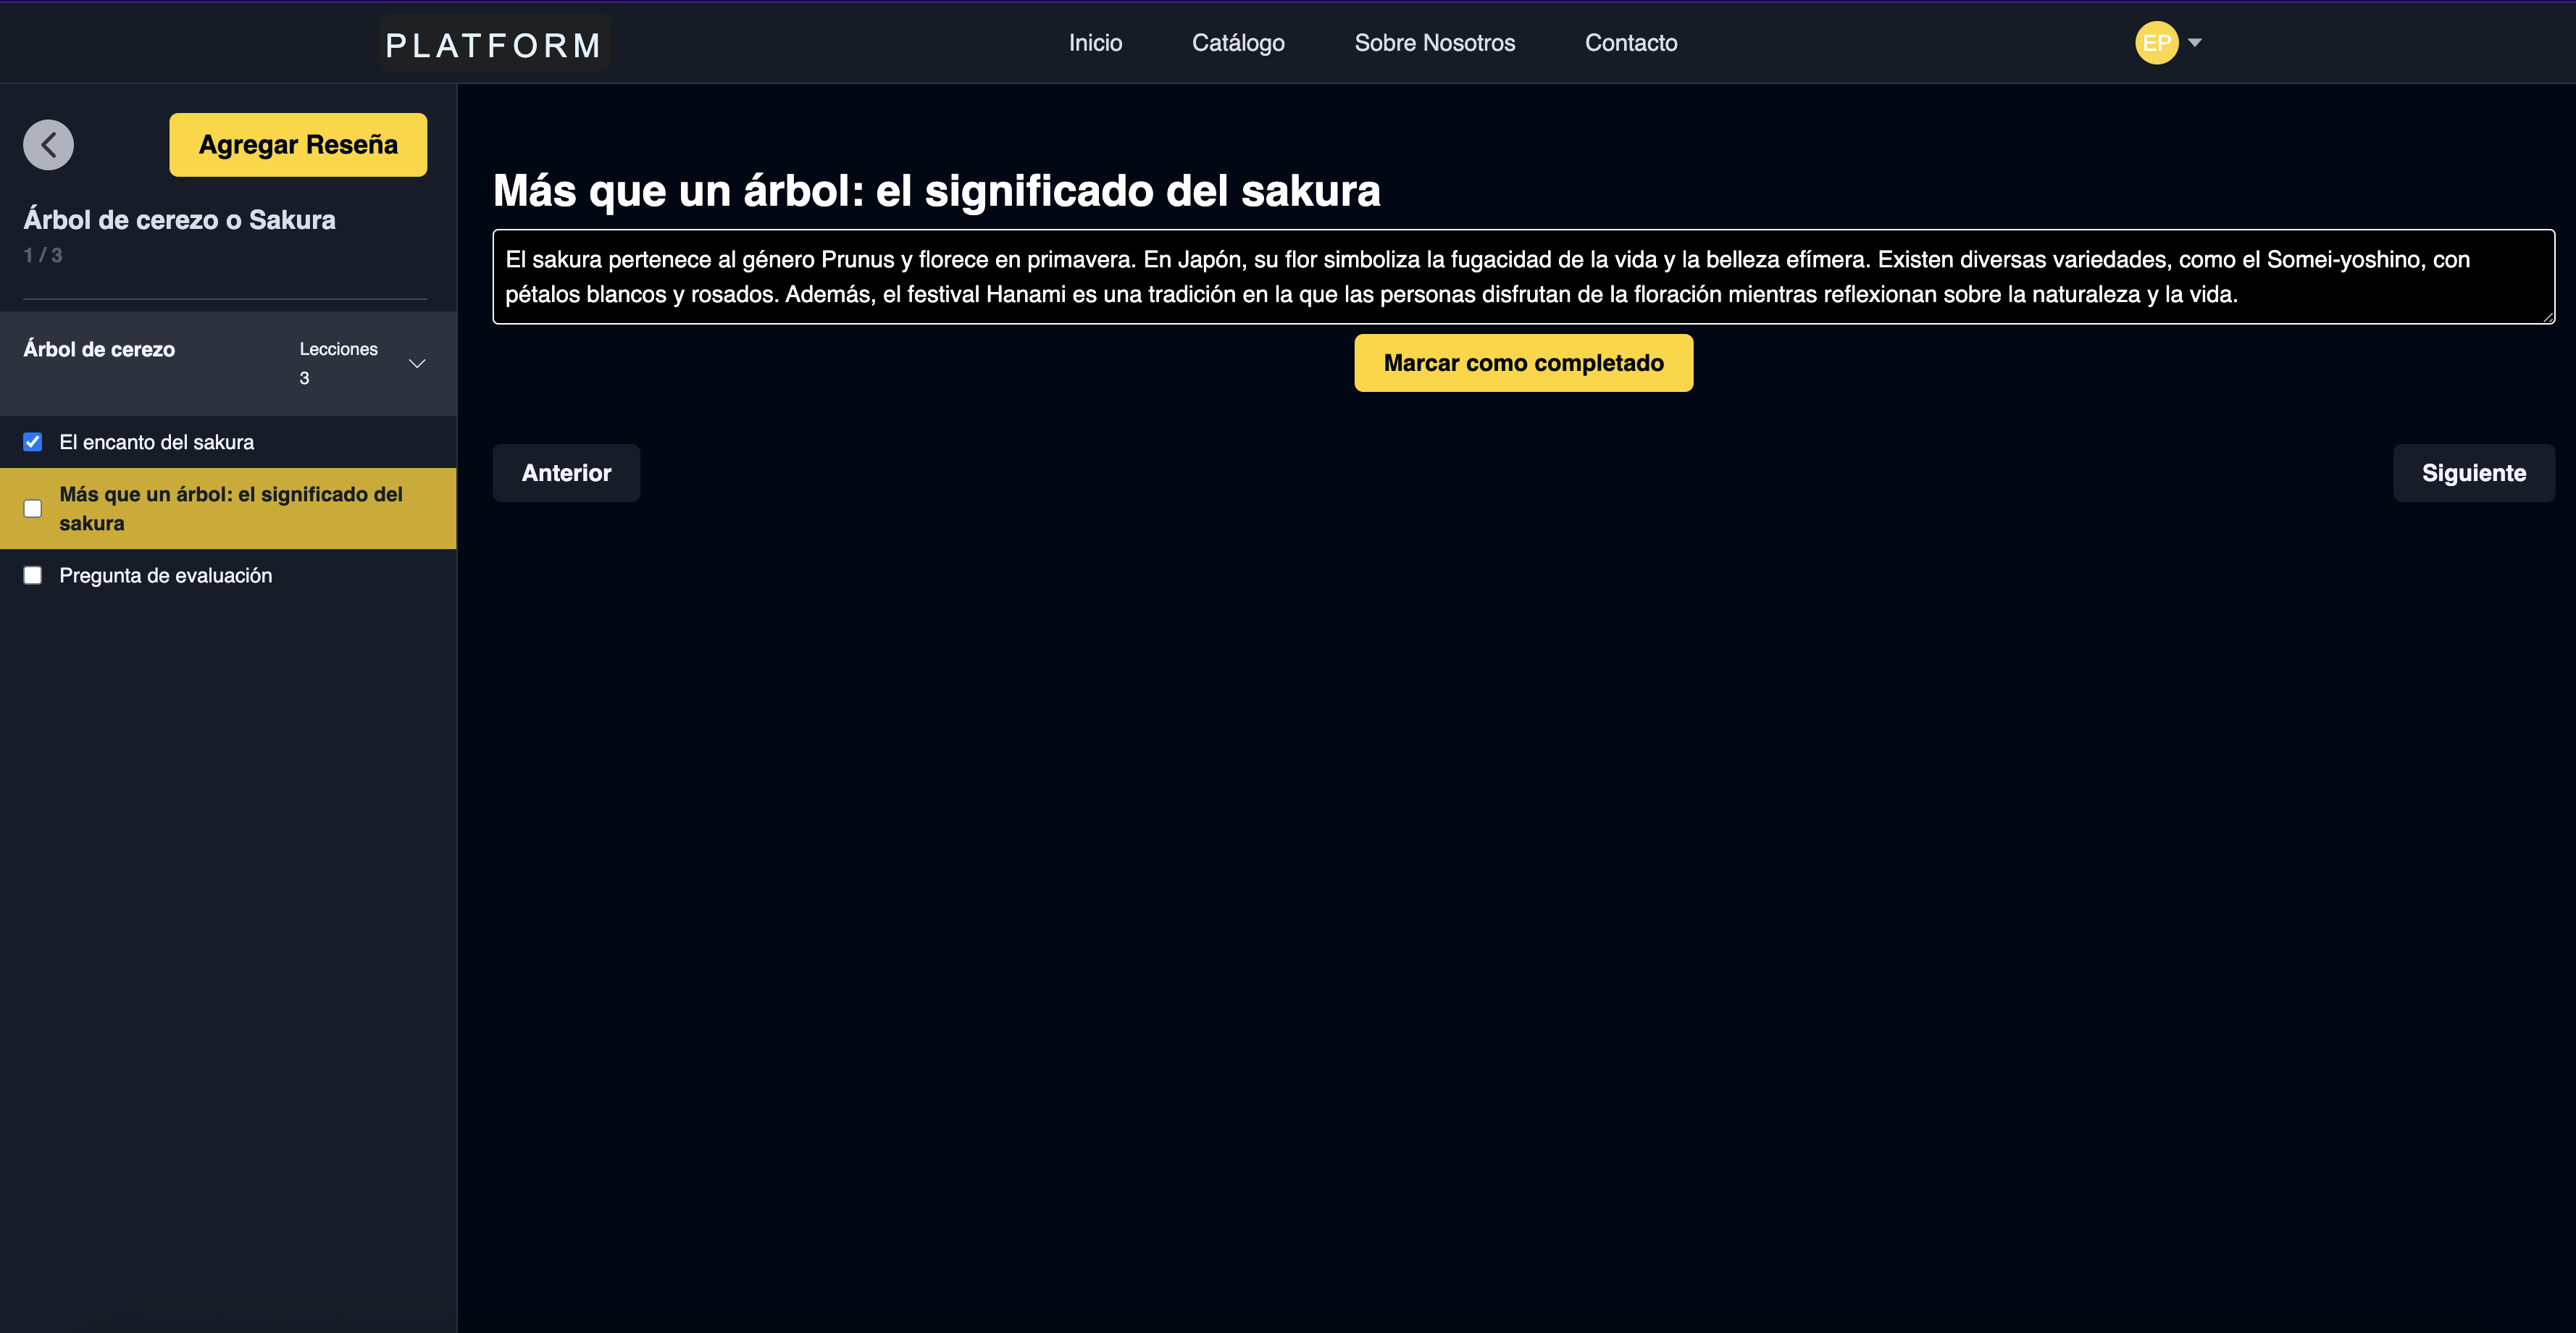 PLATFORM
Inicio
Catálogo
Sobre Nosotros
Contacto
EP
Agregar Reseña
Árbol de cerezo o Sakura
1 / 3
Árbol de cerezo
Lecciones
3
El encanto del sakura
Más que un árbol: el significado del
sakura
Pregunta de evaluación
Más que un árbol: el significado del sakura
El sakura pertenece al género Prunus y florece en primavera. En Japón, su flor simboliza la fugacidad de la vida y la belleza efímera. Existen diversas variedades, como el Somei-yoshino, con
pétalos blancos y rosados. Además, el festival Hanami es una tradición en la que las personas disfrutan de la floración mientras reflexionan sobre la naturaleza y la vida.
Marcar como completado
Anterior
Siguiente